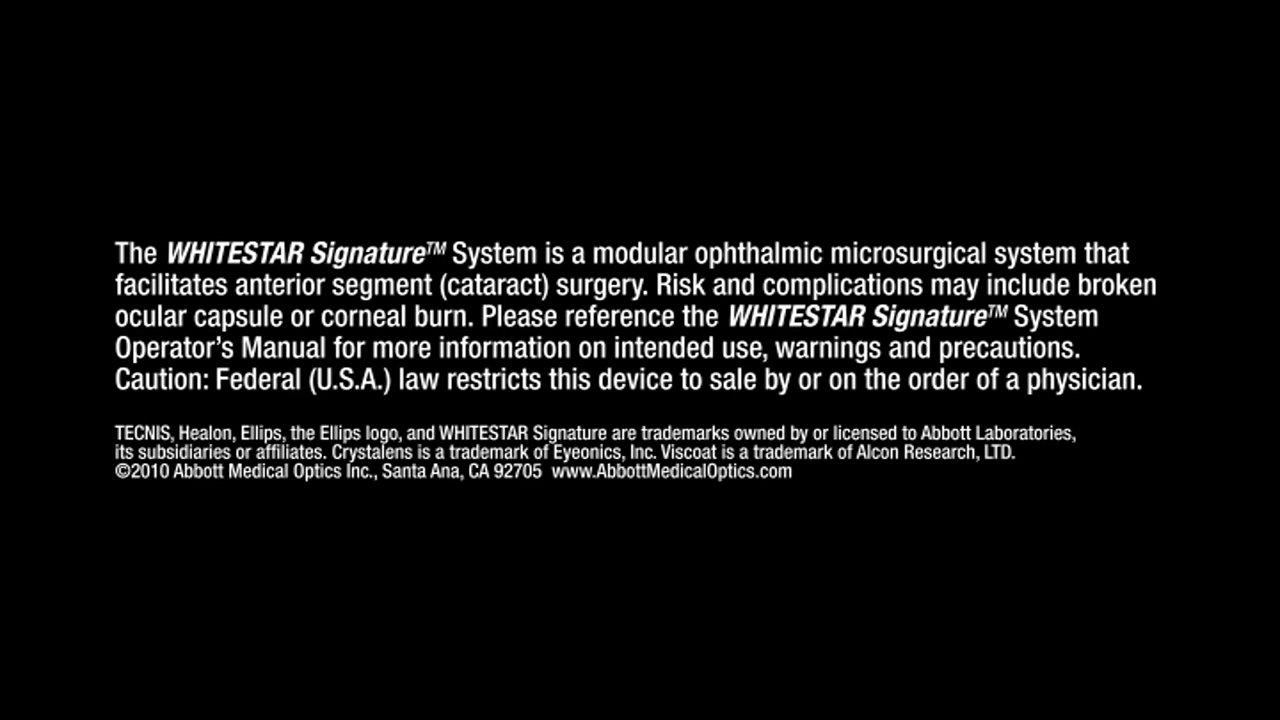 The WHITESTAR Signature™ System is a modular ophthalmic microsurgical system that
facilitates anterior segment (cataract) surgery. Risk and complications may include broken
ocular capsule or corneal burn. Please reference the WHITESTAR Signature™ System
Operator’s Manual for more information on intended use, warnings and precautions.
Caution: Federal (U.S.A.) law restricts this device to sale by or on the order of a physician.
TECNIS, Healon, Ellips, the Ellips logo, and WHITESTAR Signature are trademarks owned by or licensed to Abbott Laboratories,
its subsidiaries or affiliates. Crystalens is a trademark of Eyeonics, Inc. Viscoat is a trademark of Alcon Research, LTD.
©2010 Abbott Medical Optics Inc., Santa Ana, CA 92705 www.AbbottMedicalOptics.com